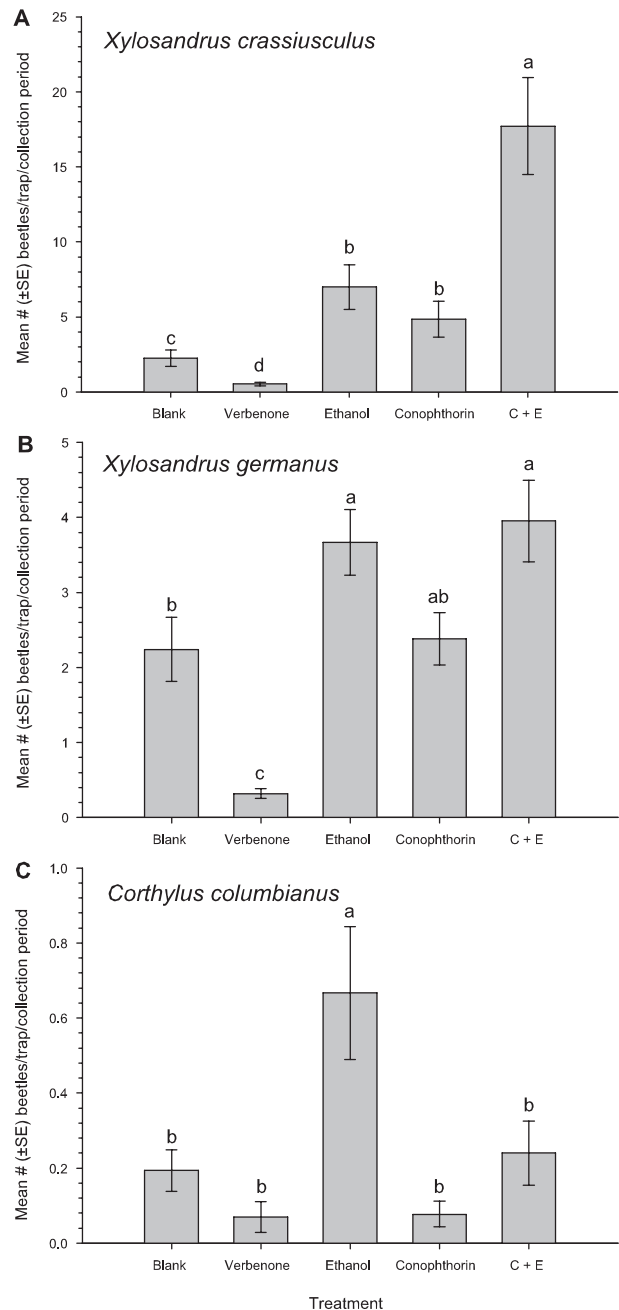 A
Xylosandrus crassiusculus
Mean # (±SE) beetles/trap/collection period
25
20
15
10
5
0
c
d
b
b
a
Blank Verbenone Ethanol Conophthorin C + E
B
Xylosandrus germanus
Mean # (±SE) beetles/trap/collection period
5
4
3
2
1
0
b
c
a
ab
a
Blank Verbenone Ethanol Conophthorin C + E
C
Corthylus columbianus
Mean # (±SE) beetles/trap/collection period
1.0
0.8
0.6
0.4
0.2
0.0
b
b
a
b
b
Blank Verbenone Ethanol Conophthorin C + E
Treatment